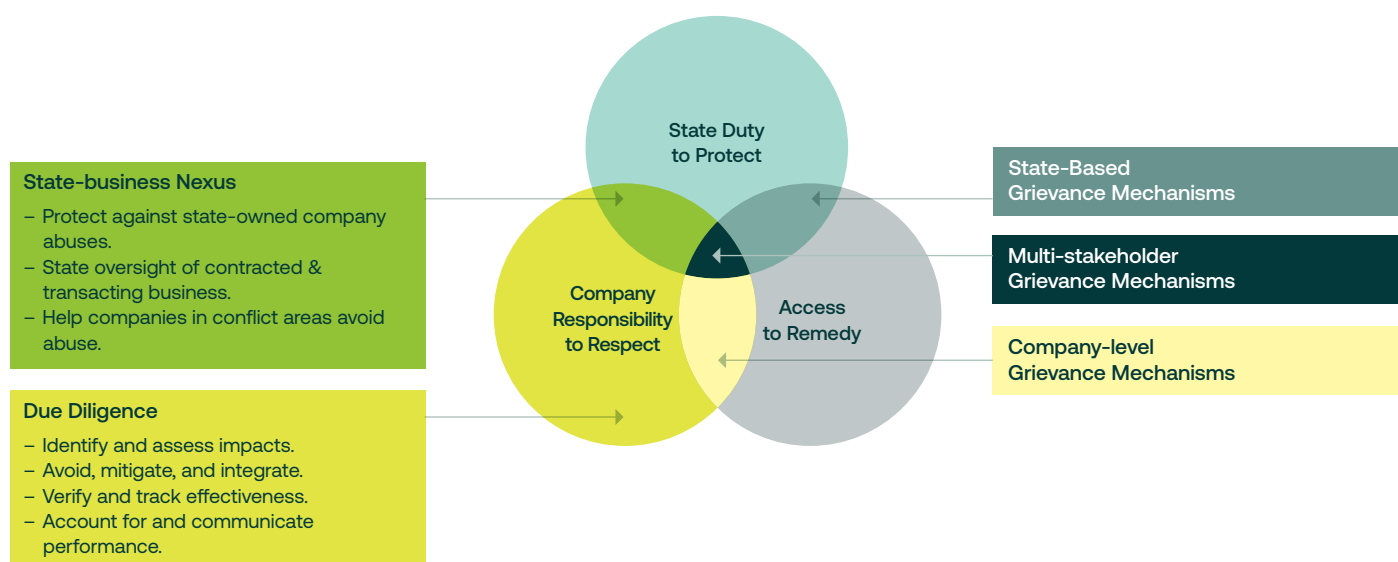 State Duty
to Protect
State-business Nexus
– Protect against state-owned company
abuses.
– State oversight of contracted &
transacting business.
– Help companies in conflict areas avoid
abuse.
Due Diligence
– Identify and assess impacts.
– Avoid, mitigate, and integrate.
– Verify and track effectiveness.
– Account for and communicate
performance.
Company
Responsibility
to Respect
Access
to Remedy
State-Based
Grievance Mechanisms
Multi-stakeholder
Grievance Mechanisms
Company-level
Grievance Mechanisms